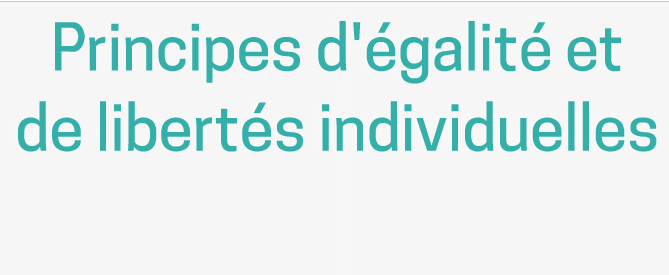 Principes d'égalité et
de libertés individuelles